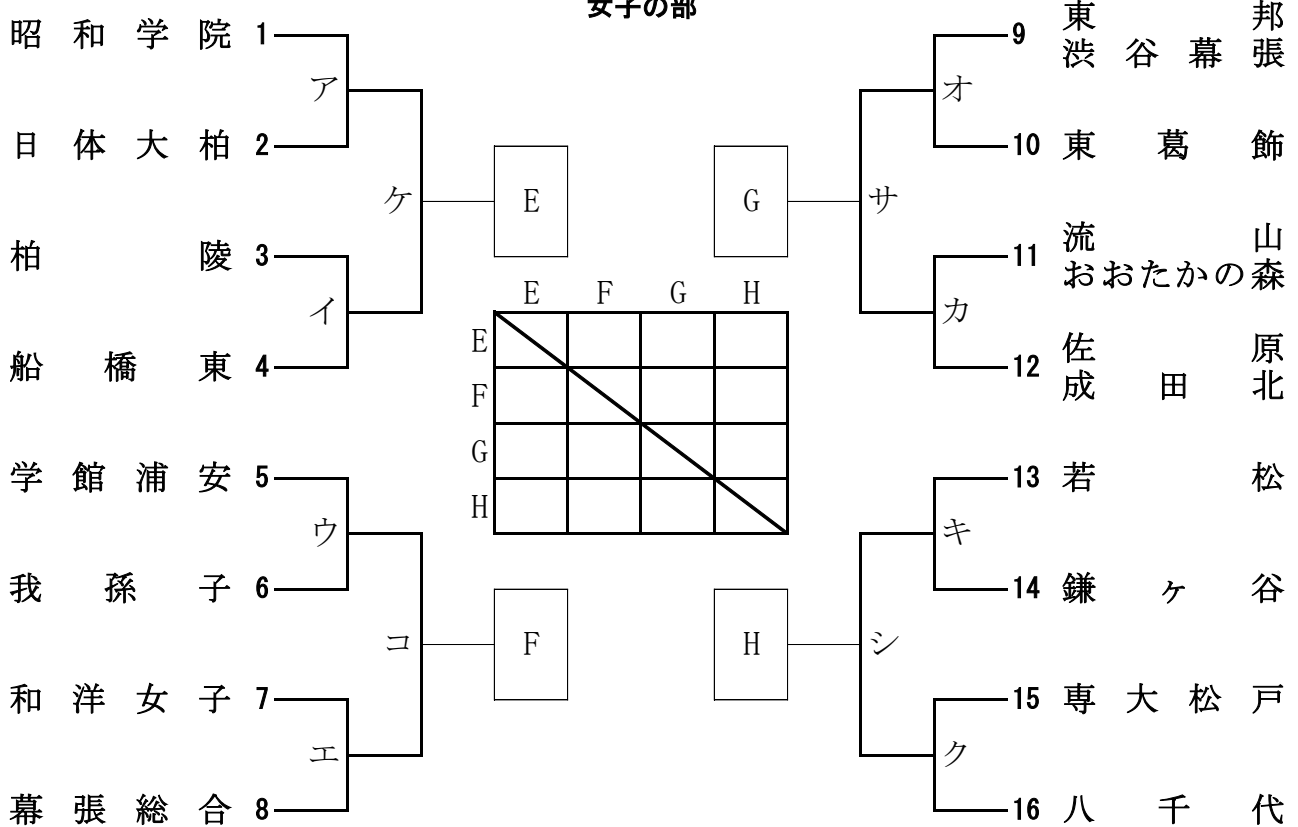 女子の部
昭和学院 1
ア
日体大柏 2
ケ
柏陵 3
イ
船橋東 4
学館浦安 5
ウ
我孫子 6
コ
和洋女子 7
エ
幕張総合 8
E
F
G
H
E F G H
E
F
G
H
9 東邦
渋谷幕張
オ
10 東葛飾
サ
11 流山
おおたかの森
カ
12 佐原
成田北
13 若松
キ
14 鎌ヶ谷
シ
15 専大松戸
ク
16 八千代